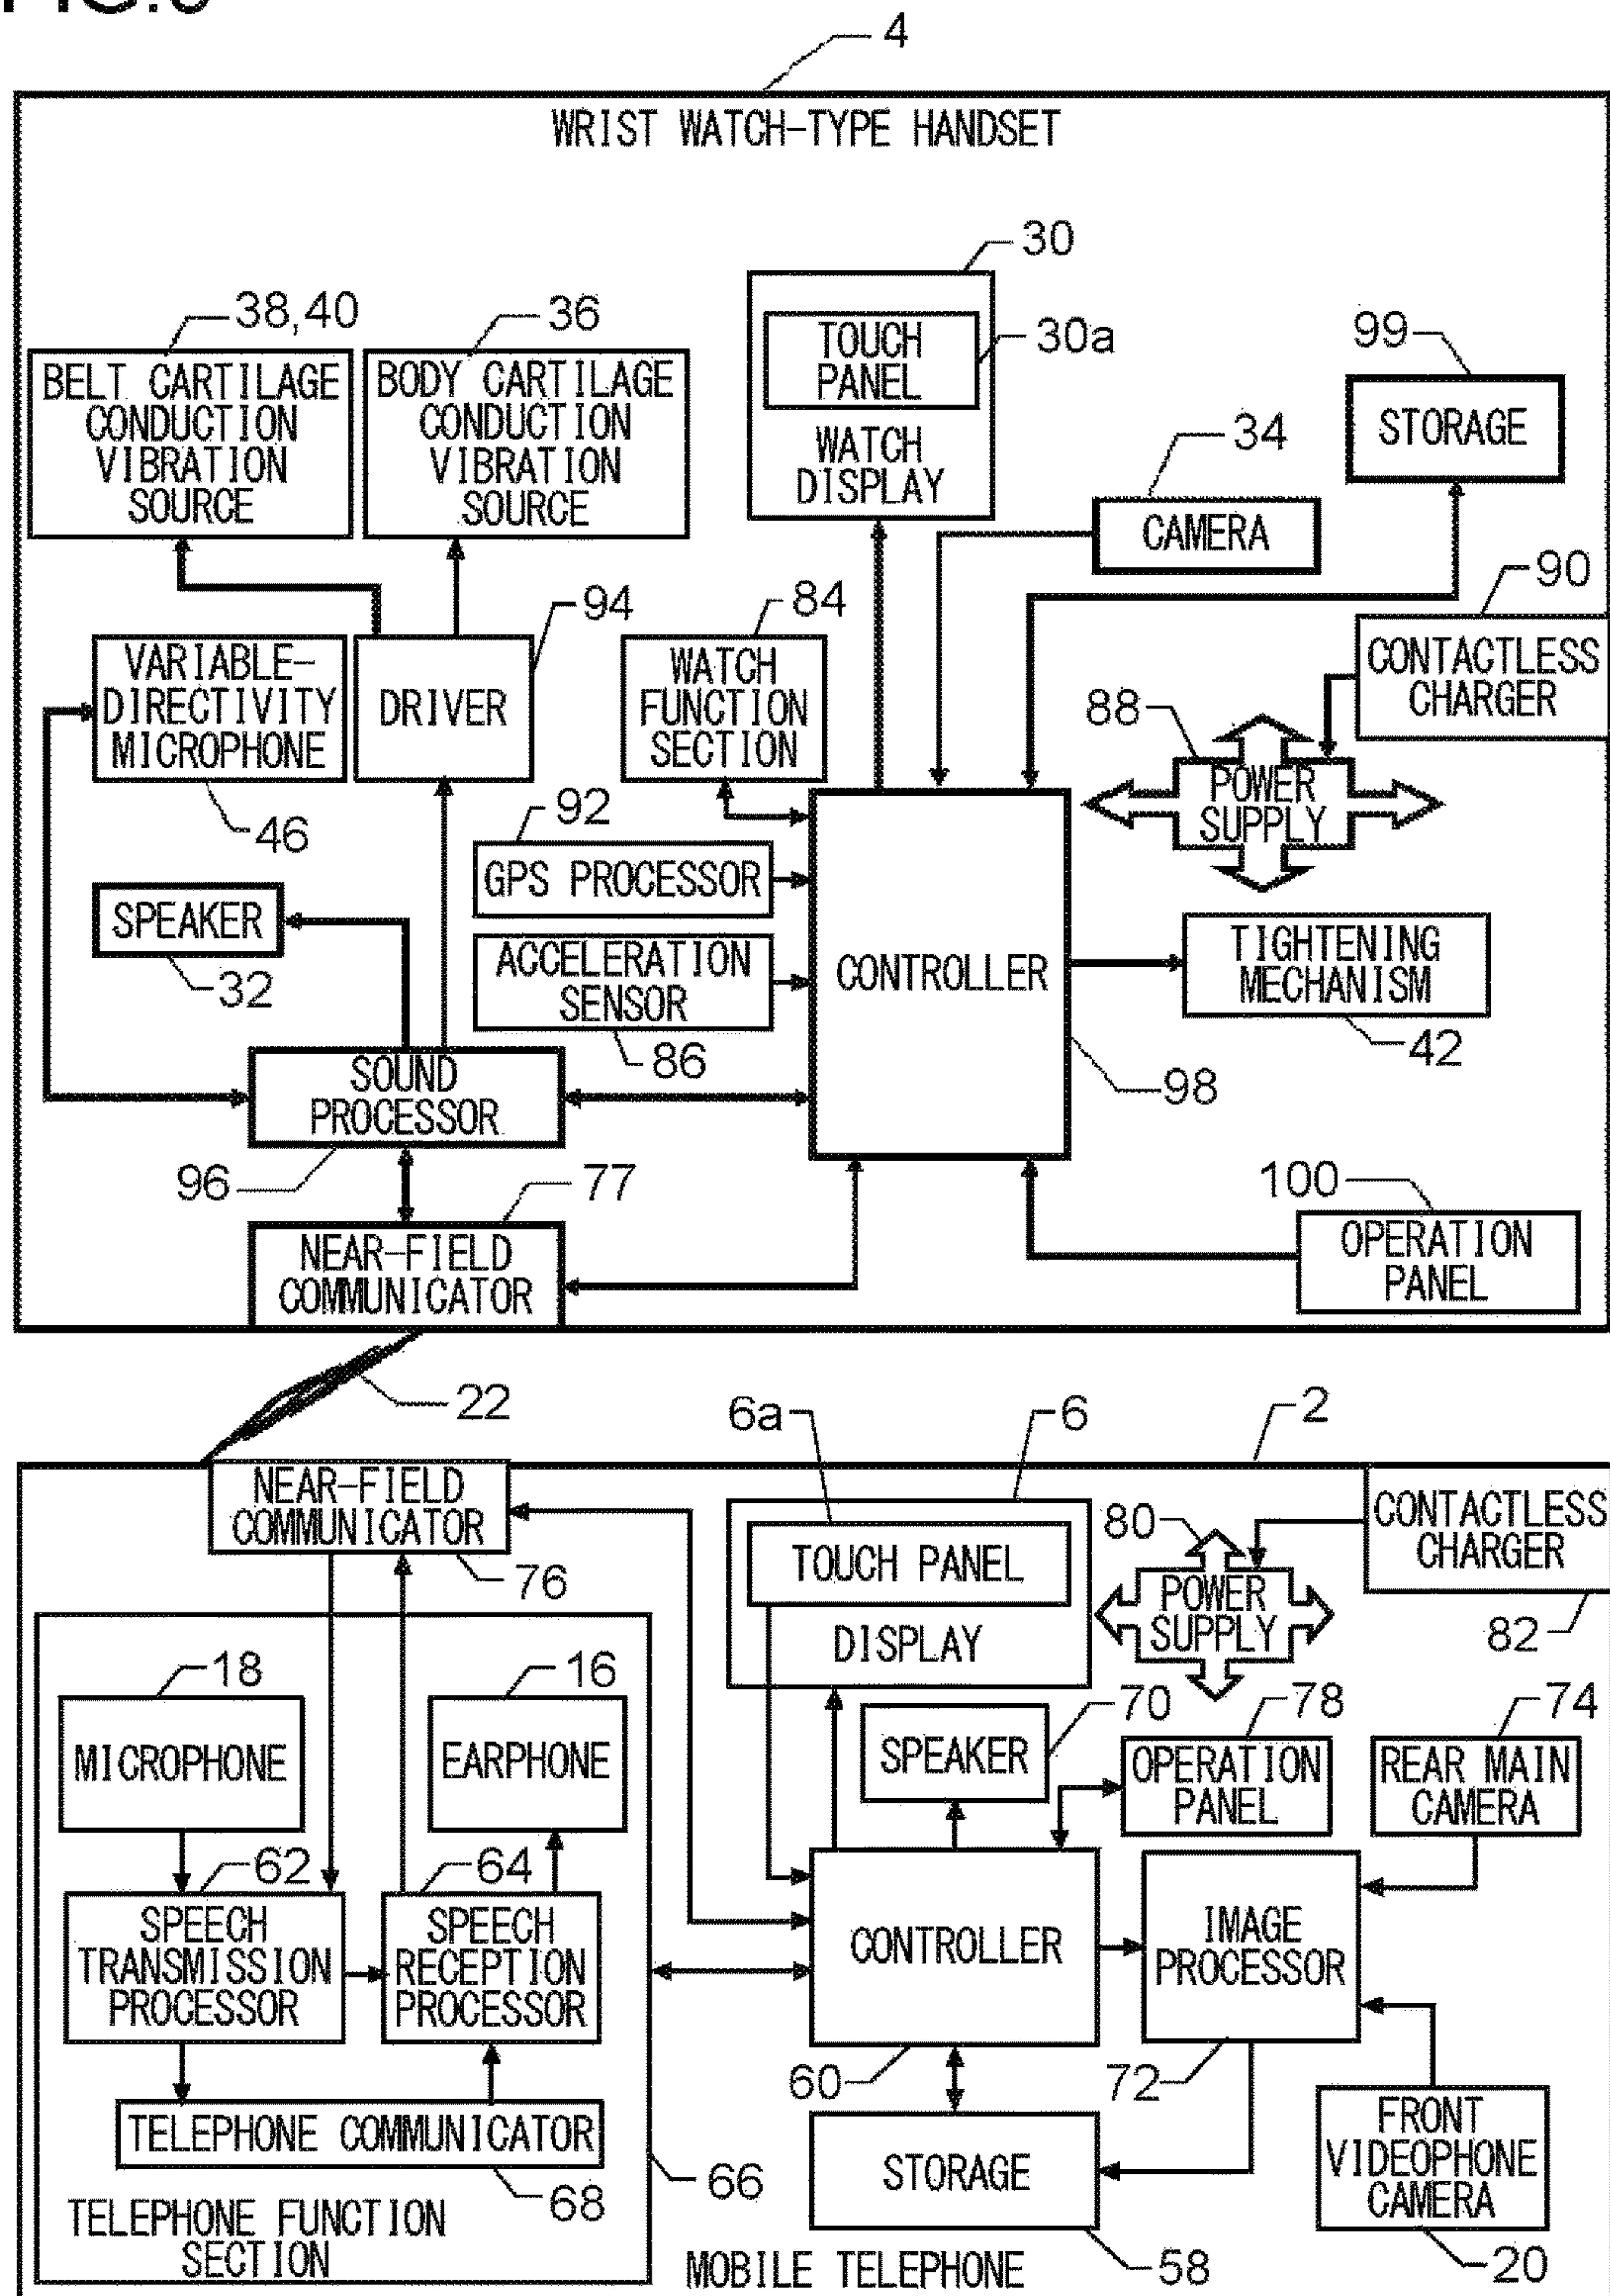 4
WRIST WATCH-TYPE HANDSET
30
38,40
36
TOUCH
PANEL
30a
99
BELT CARTILAGE
CONDUCTION
VIBRATION
SOURCE
BODY CARTILAGE
CONDUCTION
VIBRATION
SOURCE
WATCH
DISPLAY
34
STORAGE
CAMERA
94
84
90
VARIABLE-
DIRECTIVITY
MICROPHONE
DRIVER
WATCH
FUNCTION
SECTION
88
CONTACTLESS
CHARGER
POWER
SUPPLY
46
92
GPS PROCESSOR
SPEAKER
32
ACCELERATION
SENSOR
CONTROLLER
TIGHTENING
MECHANISM
86
42
98
SOUND
PROCESSOR
96
77
100
NEAR-FIELD
COMMUNICATOR
OPERATION
PANEL
22
6a
6
2
NEAR-FIELD
COMMUNICATOR
76
TOUCH PANEL
DISPLAY
80
POWER
SUPPLY
CONTACTLESS
CHARGER
82
18
16
70
78
74
MICROPHONE
EARPHONE
SPEAKER
OPERATION
PANEL
REAR MAIN
CAMERA
62
64
SPEECH
TRANSMISSION
PROCESSOR
SPEECH
RECEPTION
PROCESSOR
CONTROLLER
IMAGE
PROCESSOR
60
72
TELEPHONE COMMUNICATOR
68
66
STORAGE
58
FRONT
VIDEOPHONE
CAMERA
20
TELEPHONE FUNCTION
SECTION
MOBILE TELEPHONE